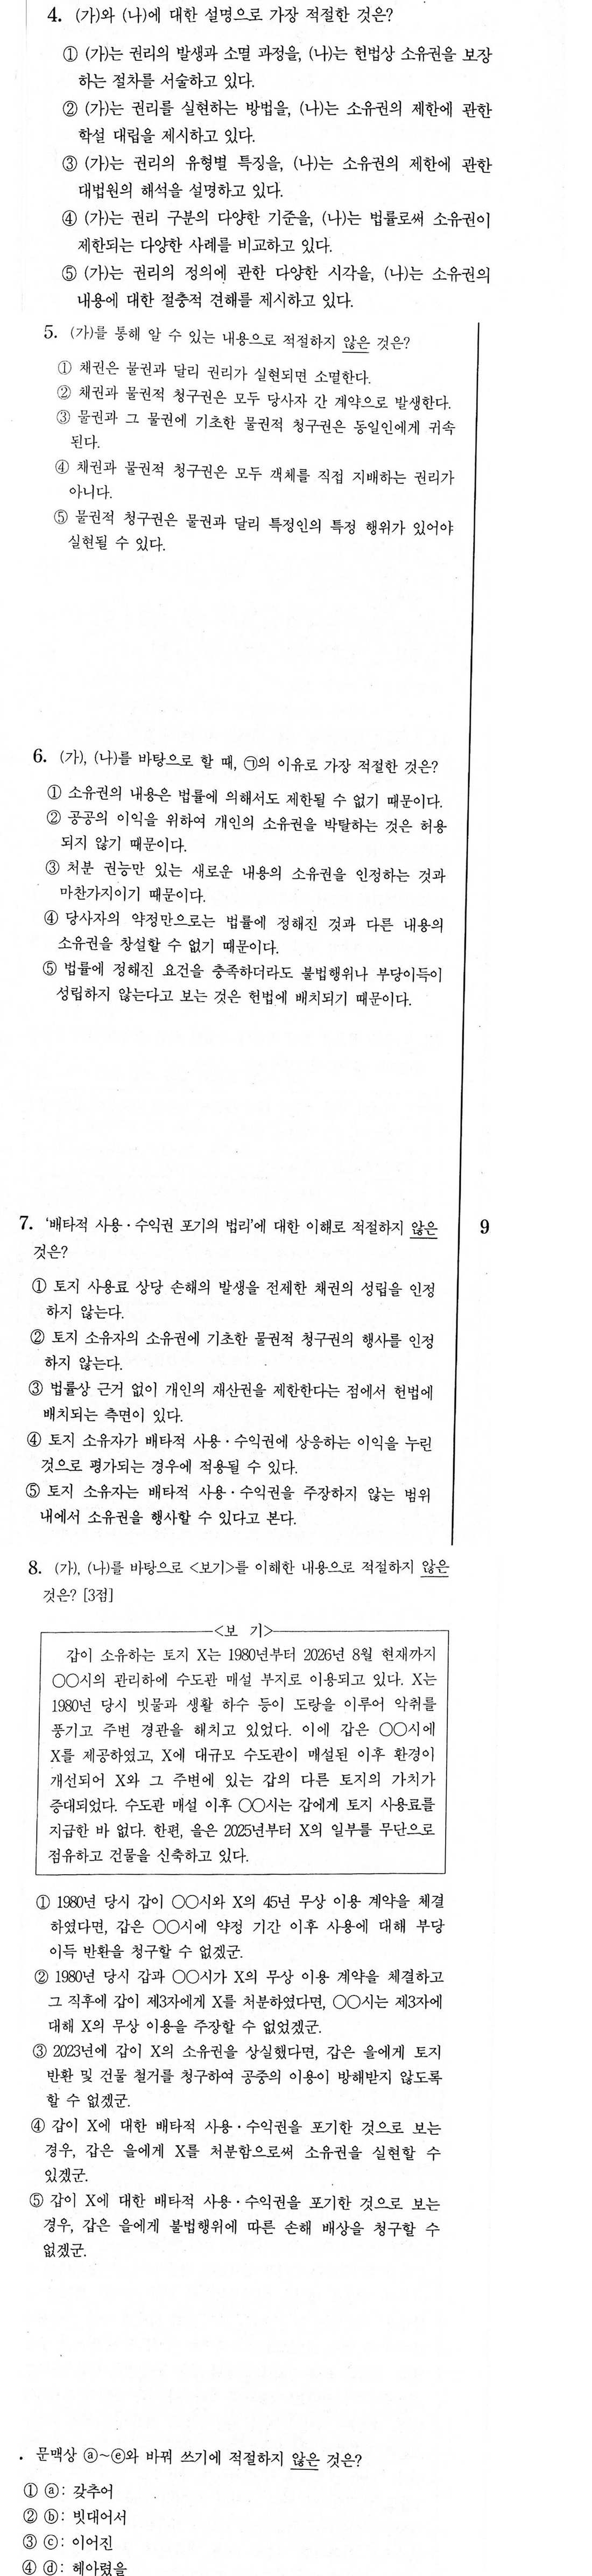 4. (가)와 (나)에 대한 설명으로 가장 적절한 것은?
① (가)는 권리의 발생과 소멸 과정을, (나)는 헌법상 소유권을 보장
하는 절차를 서술하고 있다.
② (가)는 권리를 실현하는 방법을, (나)는 소유권의 제한에 관한
학설 대립을 제시하고 있다.
③ (가)는 권리의 유형별 특징을, (나)는 소유권의 제한에 관한
대법원의 해석을 설명하고 있다.
④ (가)는 권리 구분의 다양한 기준을, (나)는 법률로써 소유권이
제한되는 다양한 사례를 비교하고 있다.
⑤ (가)는 권리의 정의에 관한 다양한 시각을, (나)는 소유권의
내용에 대한 절충적 견해를 제시하고 있다.
5. (가)를 통해 알 수 있는 내용으로 적절하지 않은 것은?
① 채권은 물권과 달리 권리가 실현되면 소멸한다.
② 채권과 물권적 청구권은 모두 당사자 간 계약으로 발생한다.
③ 물권과 그 물권에 기초한 물권적 청구권은 동일인에게 귀속
된다.
④ 채권과 물권적 청구권은 모두 객체를 직접 지배하는 권리가
아니다.
⑤ 물권적 청구권은 물권과 달리 특정인의 특정 행위가 있어야
실현될 수 있다.
6. (가), (나)를 바탕으로 할 때, ㉠의 이유로 가장 적절한 것은?
① 소유권의 내용은 법률에 의해서도 제한될 수 없기 때문이다.
② 공공의 이익을 위하여 개인의 소유권을 박탈하는 것은 허용
되지 않기 때문이다.
③ 처분 권능만 있는 새로운 내용의 소유권을 인정하는 것과
마찬가지이기 때문이다.
④ 당사자의 약정만으로는 법률에 정해진 것과 다른 내용의
소유권을 창설할 수 없기 때문이다.
⑤ 법률에 정해진 요건을 충족하더라도 불법행위나 부당이득이
성립하지 않는다고 보는 것은 헌법에 배치되기 때문이다.
7. ‘배타적 사용·수익권 포기의 법리’에 대한 이해로 적절하지 않은
것은?
9
① 토지 사용료 상당 손해의 발생을 전제한 채권의 성립을 인정
하지 않는다.
② 토지 소유자의 소유권에 기초한 물권적 청구권의 행사를 인정
하지 않는다.
③ 법률상 근거 없이 개인의 재산권을 제한한다는 점에서 헌법에
배치되는 측면이 있다.
④ 토지 소유자가 배타적 사용·수익권에 상응하는 이익을 누린
것으로 평가되는 경우에 적용될 수 있다.
⑤ 토지 소유자는 배타적 사용·수익권을 주장하지 않는 범위
내에서 소유권을 행사할 수 있다고 본다.
8. (가), (나)를 바탕으로 <보기>를 이해한 내용으로 적절하지 않은
것은? [3점]
<보 기>
갑이 소유하는 토지 X는 1980년부터 2026년 8월 현재까지
○○시의 관리하에 수도관 매설 부지로 이용되고 있다. X는
1980년 당시 빗물과 생활 하수 등이 도랑을 이루어 악취를
풍기고 주변 경관을 해치고 있었다. 이에 갑은 ○○시에
X를 제공하였고, X에 대규모 수도관이 매설된 이후 환경이
개선되어 X와 그 주변에 있는 갑의 다른 토지의 가치가
증대되었다. 수도관 매설 이후 ○○시는 갑에게 토지 사용료를
지급한 바 없다. 한편, 을은 2025년부터 X의 일부를 무단으로
점유하고 건물을 신축하고 있다.
① 1980년 당시 갑이 ○○시와 X의 45년 무상 이용 계약을 체결
하였다면, 갑은 ○○시에 약정 기간 이후 사용에 대해 부당
이득 반환을 청구할 수 없겠군.
② 1980년 당시 갑과 ○○시가 X의 무상 이용 계약을 체결하고
그 직후에 갑이 제3자에게 X를 처분하였다면, ○○시는 제3자에
대해 X의 무상 이용을 주장할 수 없었겠군.
③ 2023년에 갑이 X의 소유권을 상실했다면, 갑은 을에게 토지
반환 및 건물 철거를 청구하여 공중의 이용이 방해받지 않도록
할 수 없겠군.
④ 갑이 X에 대한 배타적 사용·수익권을 포기한 것으로 보는
경우, 갑은 을에게 X를 처분함으로써 소유권을 실현할 수
있겠군.
⑤ 갑이 X에 대한 배타적 사용·수익권을 포기한 것으로 보는
경우, 갑은 을에게 불법행위에 따른 손해 배상을 청구할 수
없겠군.
. 문맥상 ⓐ~ⓔ와 바꿔 쓰기에 적절하지 않은 것은?
① ⓐ: 갖추어
② ⓑ: 빗대어서
③ ⓒ: 이어진
④ ⓓ: 헤아렸을